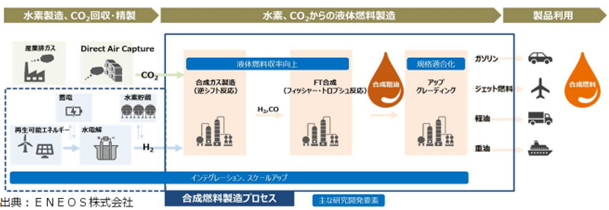 水素製造、CO2回収・精製
水素、CO2からの液体燃料製造
製品利用
産業排ガス
Direct Air Capture
CO2
蓄電
水素貯蔵
再生可能エネルギー
水電解
H2
液体燃料収率向上
合成ガス製造
(逆シフト反応)
H2,CO
FT合成
(フィッシャー・トロプシュ反応)
合成粗油
規格適合化
アップ
グレーディング
ガソリン
ジェット燃料
軽油
重油
合成燃料
インテグレーション、スケールアップ
出典:ENEOS株式会社
合成燃料製造プロセス
主な研究開発要素